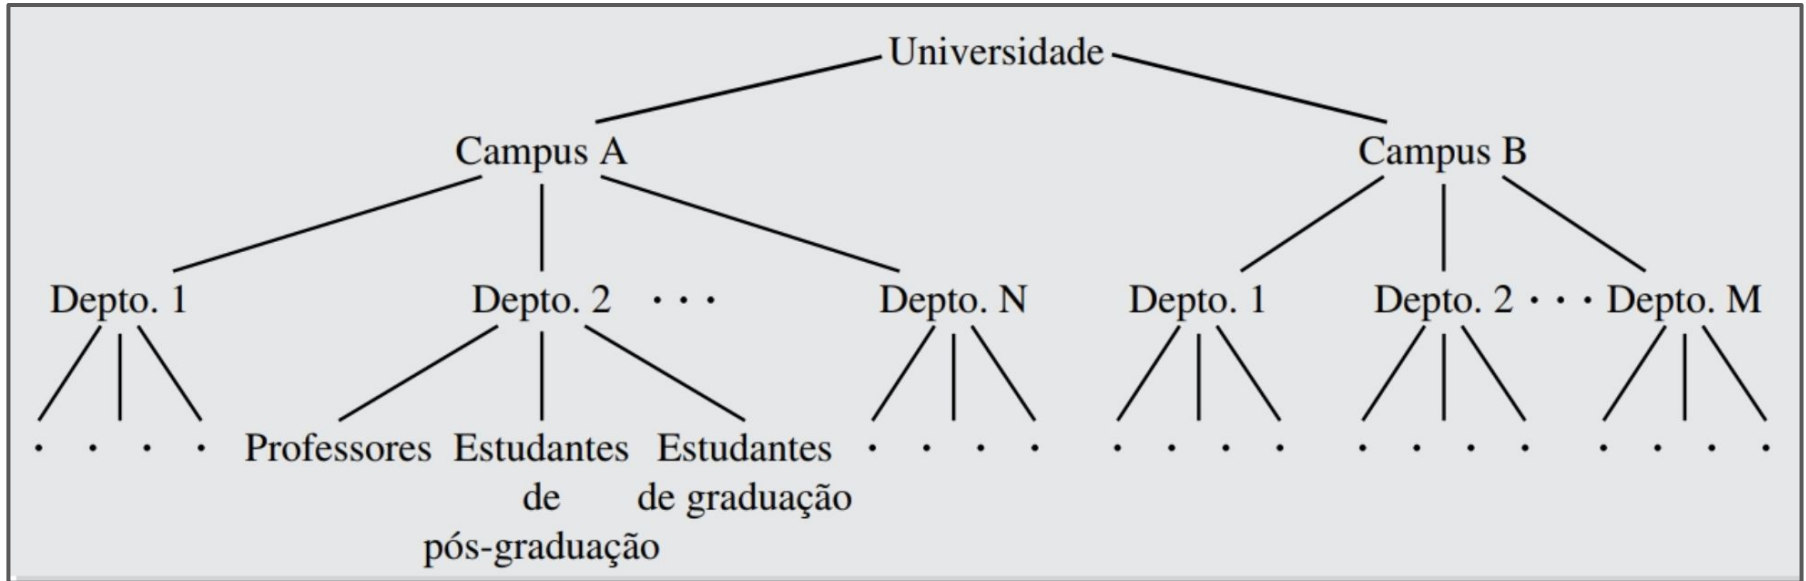 Universidade
Campus A Campus B
Depto. 1 Depto. 2 . . . Depto. N Depto. 1 Depto. 2 . . . Depto. M
. . . . Professores Estudantes Estudantes . . . . . . . . . . . . . . . .
de de graduação
pós-graduação